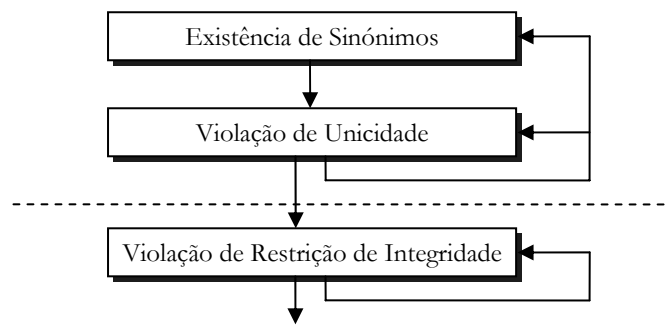 Existência de Sinónimos
Violação de Unicidade
Violação de Restrição de Integridade